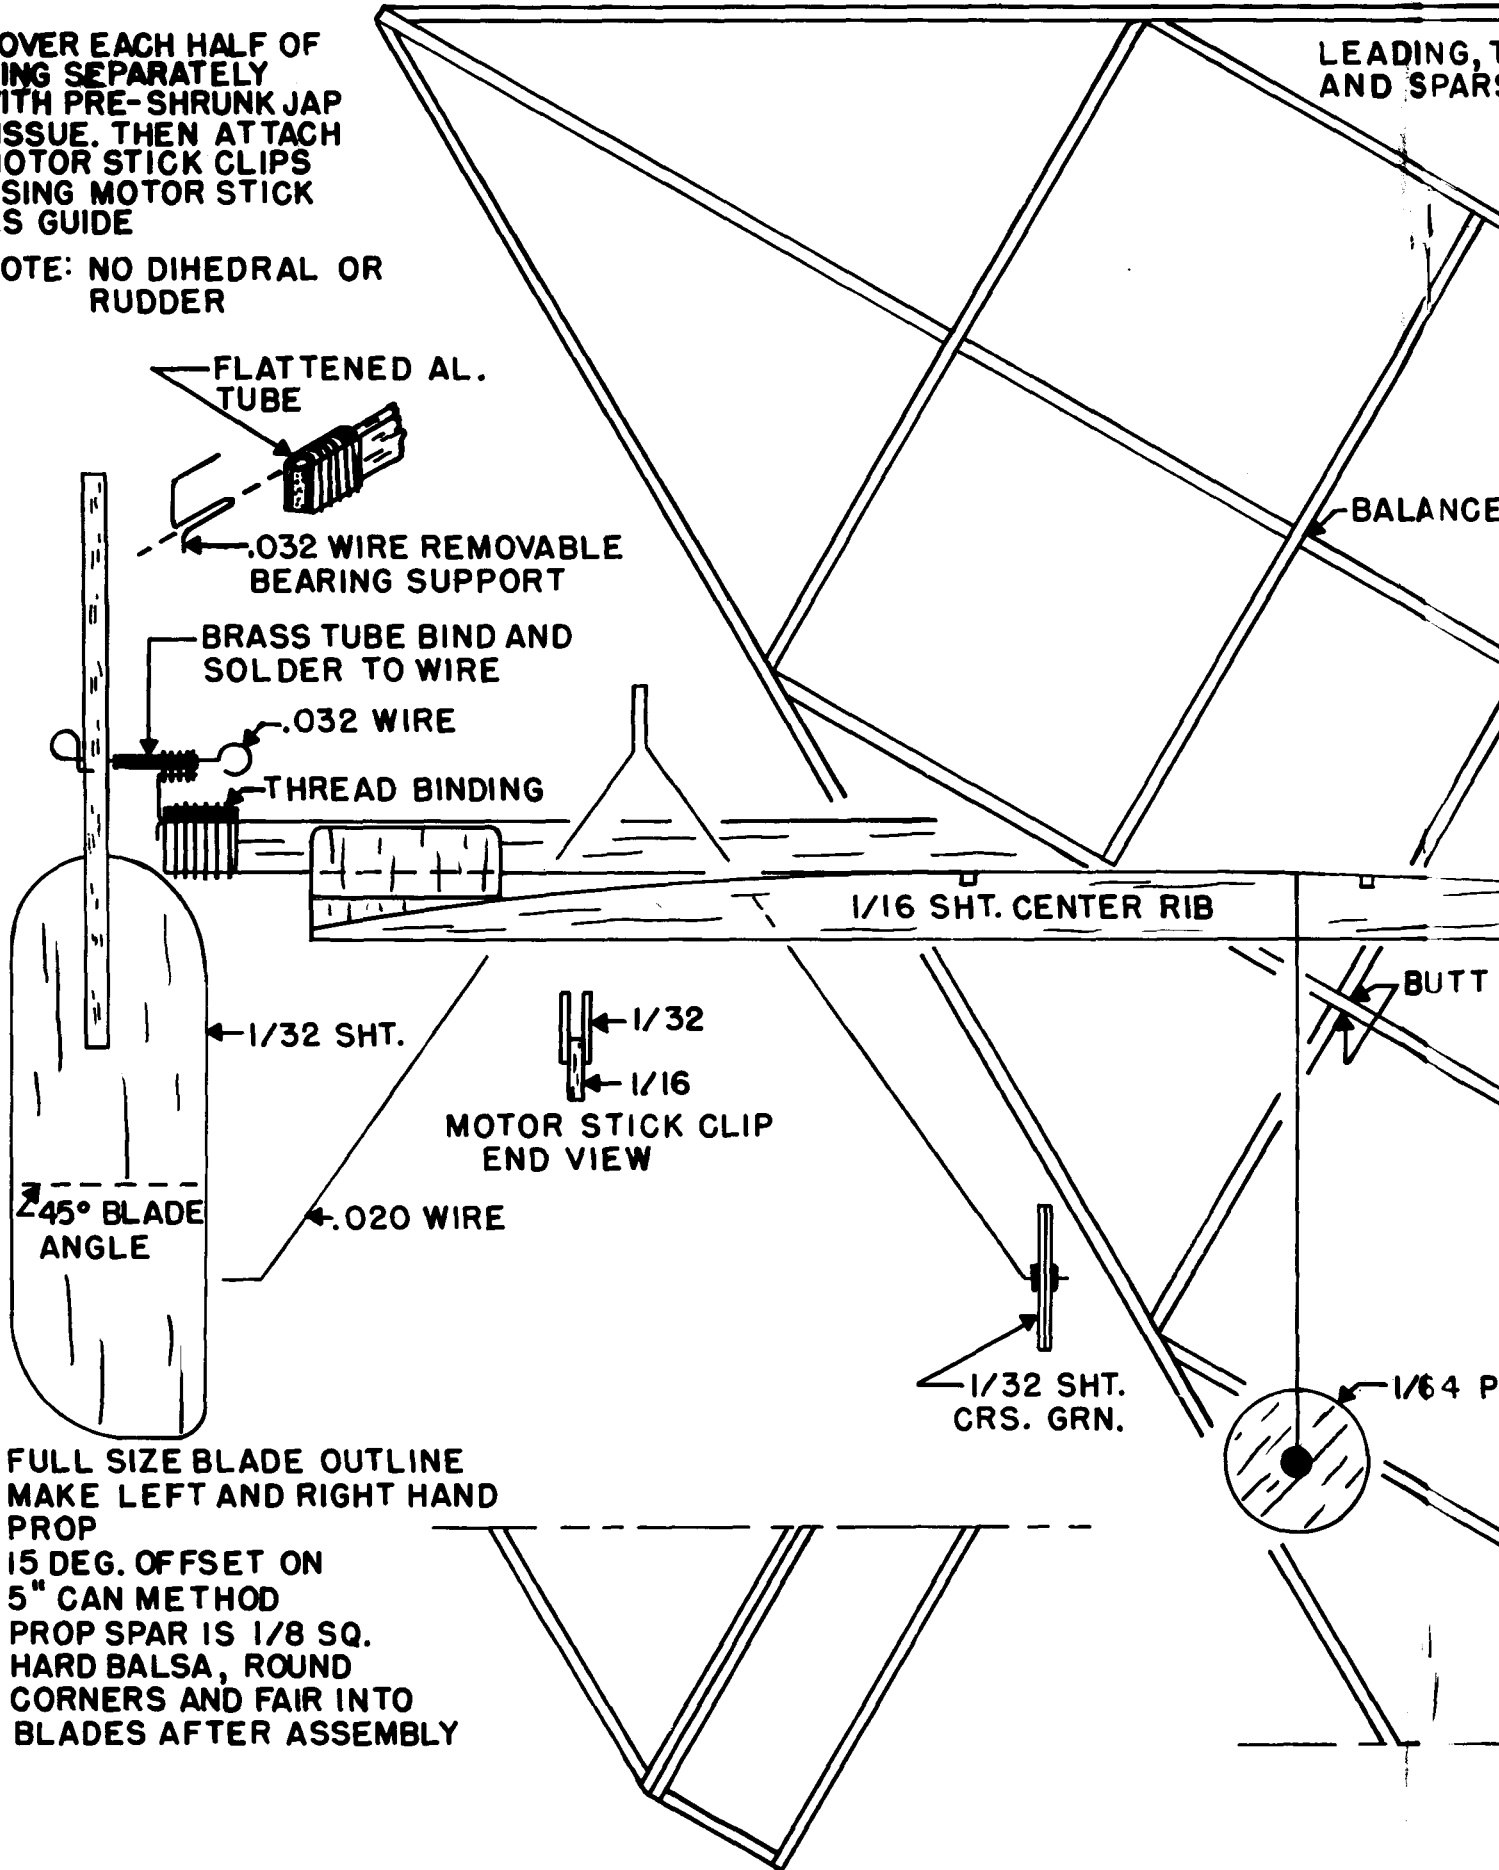 OVER EACH HALF OF
ING SEPARATELY
ITH PRE-SHRUNK JAP
ISSUE. THEN ATTACH
MOTOR STICK CLIPS
SING MOTOR STICK
S GUIDE
OTE: NO DIHEDRAL OR
RUDDER
LEADING, T
AND SPARS
FLATTENED AL.
TUBE
BALANCE
.032 WIRE REMOVABLE
BEARING SUPPORT
BRASS TUBE BIND AND
SOLDER TO WIRE
.032 WIRE
THREAD BINDING
1/16 SHT. CENTER RIB
BUTT
1/32 SHT.
1/32
1/16
MOTOR STICK CLIP
END VIEW
45° BLADE
ANGLE
.020 WIRE
1/32 SHT.
CRS. GRN.
1/64 P
FULL SIZE BLADE OUTLINE
MAKE LEFT AND RIGHT HAND
PROP
15 DEG. OFFSET ON
5" CAN METHOD
PROP SPAR IS 1/8 SQ.
HARD BALSA, ROUND
CORNERS AND FAIR INTO
BLADES AFTER ASSEMBLY